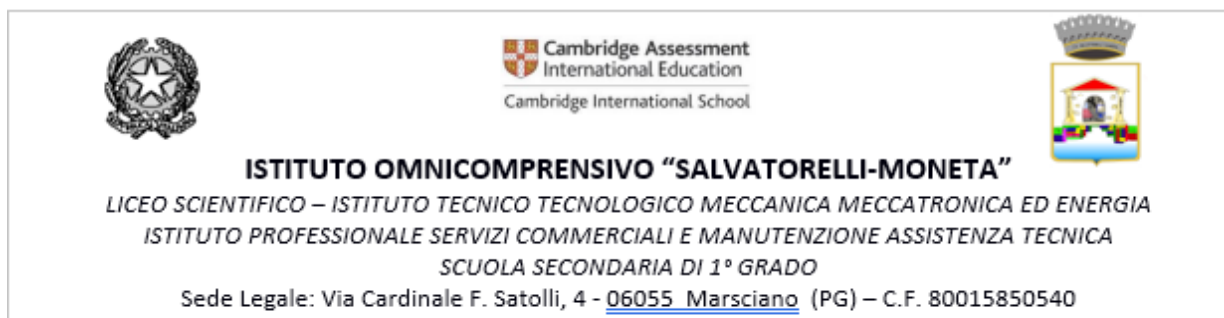 Cambridge Assessment
International Education
Cambridge International School
ISTITUTO OMNICOMPRENSIVO “SALVATORELLI-MONETA”
LICEO SCIENTIFICO – ISTITUTO TECNICO TECNOLOGICO MECCANICA MECCATRONICA ED ENERGIA
ISTITUTO PROFESSIONALE SERVIZI COMMERCIALI E MANUTENZIONE ASSISTENZA TECNICA
SCUOLA SECONDARIA DI 1° GRADO
Sede Legale: Via Cardinale F. Satolli, 4 - 06055  Marsciano  (PG) – C.F. 80015850540